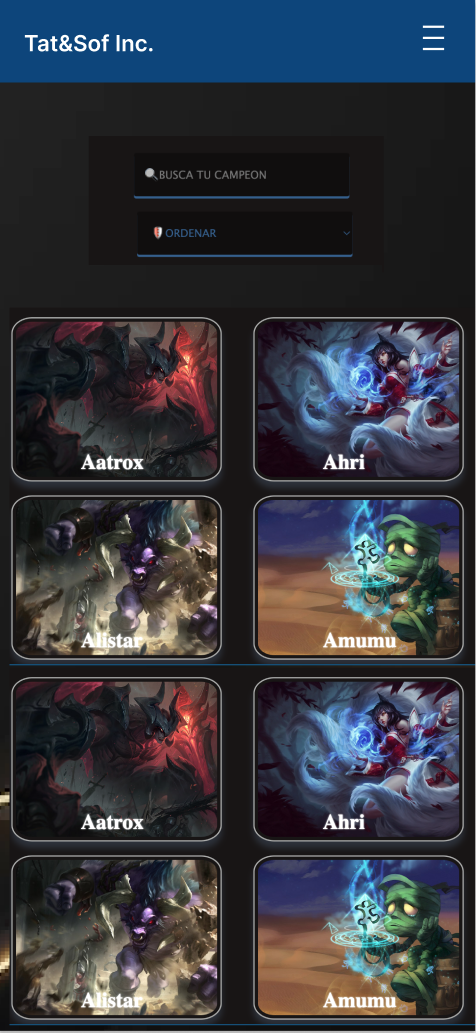 Tat&Sof Inc.
BUSCA TU CAMPEON
ORDENAR
Aatrox
Ahri
Alistar
Amumu
Aatrox
Ahri
Alistar
Amumu